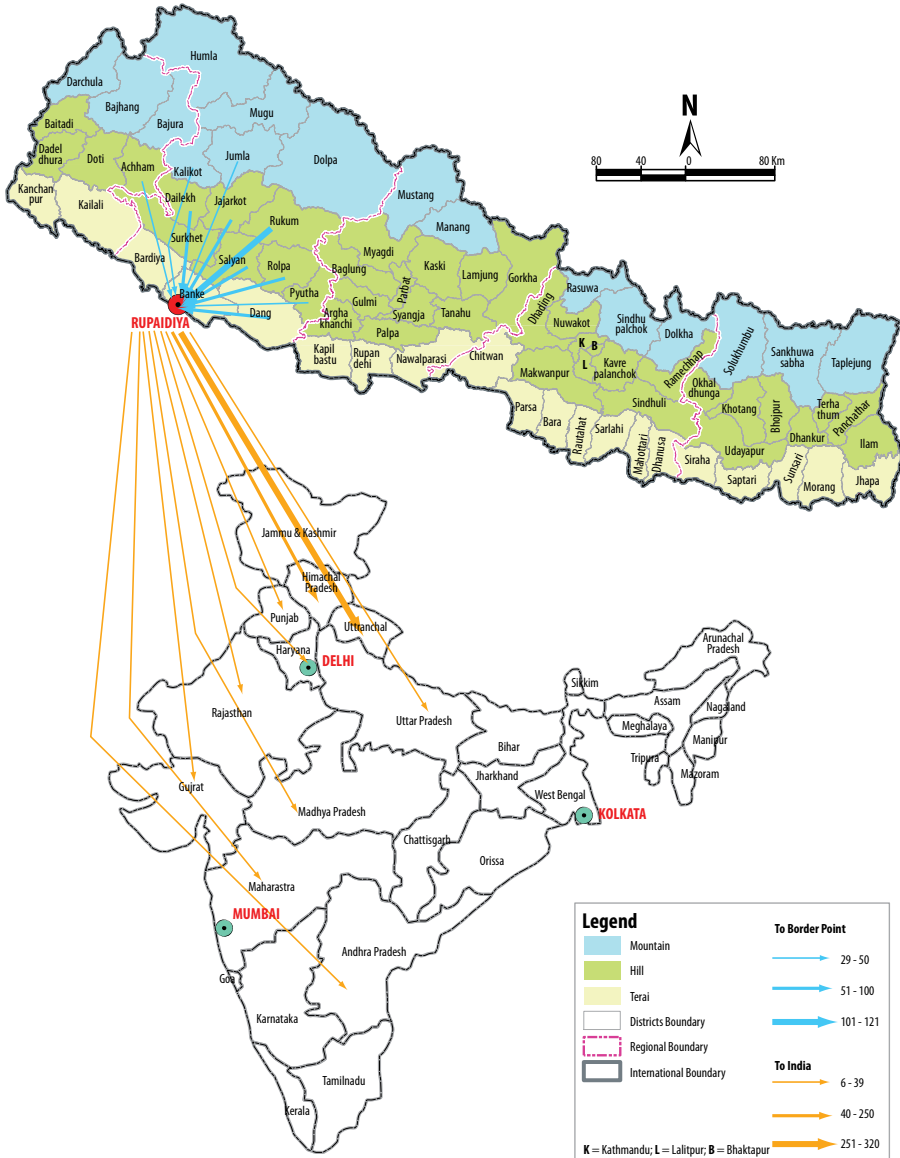 Humla
Darchula
Bajhang
Bajura
Mugu
Baitadi
Dadel
dhura
Doti
Achham
Kalikot
Jumla
Dolpa
Kanchan
pur
Kailali
Dailekh
Jajarkot
Rukum
Mustang
Manang
Surkhet
Salyan
Rolpa
Bardiya
Banke
Dang
Pyutha
RUPAIDIYA
Myagdi
Baglung
Parbat
Kaski
Lamjung
Gorkha
Gulmi
Syangja
Tanahu
Argha
khanchi
Palpa
Kapil
bastu
Rupan
dehi
Nawalparasi
Chitwan
Dhading
Rasuwa
Nuwakot
Sindhu
palchok
Dolkha
K
B
L
Kavre
palanchok
Makwanpur
Ramechhap
Sindhuli
Solukhumbu
Sankhuwa
sabha
Taplejung
Okhal
dhunga
Khotang
Bhojpur
Terha
thum
Panchathar
Dhankur
Ilam
Udayapur
Parsa
Bara
Rautahat
Sarlahi
Mahottari
Dhanusa
Siraha
Saptari
Sunsari
Morang
Jhapa
N
80 40 0 80 Km
Jammu & Kashmir
Himachal
Pradesh
Punjab
Uttranchal
Haryana
DELHI
Rajasthan
Uttar Pradesh
Sikkim
Arunachal
Pradesh
Assam
Nagaland
Meghalaya
Manipur
Tripura
Mazoram
Bihar
Jharkhand
West Bengal
KOLKATA
Gujrat
Madhya Pradesh
Chattisgarh
Orissa
Maharastra
MUMBAI
Andhra Pradesh
Goa
Karnataka
Tamilnadu
Kerala
Legend
Mountain
Hill
Terai
Districts Boundary
Regional Boundary
International Boundary
K = Kathmandu; L = Lalitpur; B = Bhaktapur
To Border Point
29 - 50
51 - 100
101 - 121
To India
6 - 39
40 - 250
251 - 320